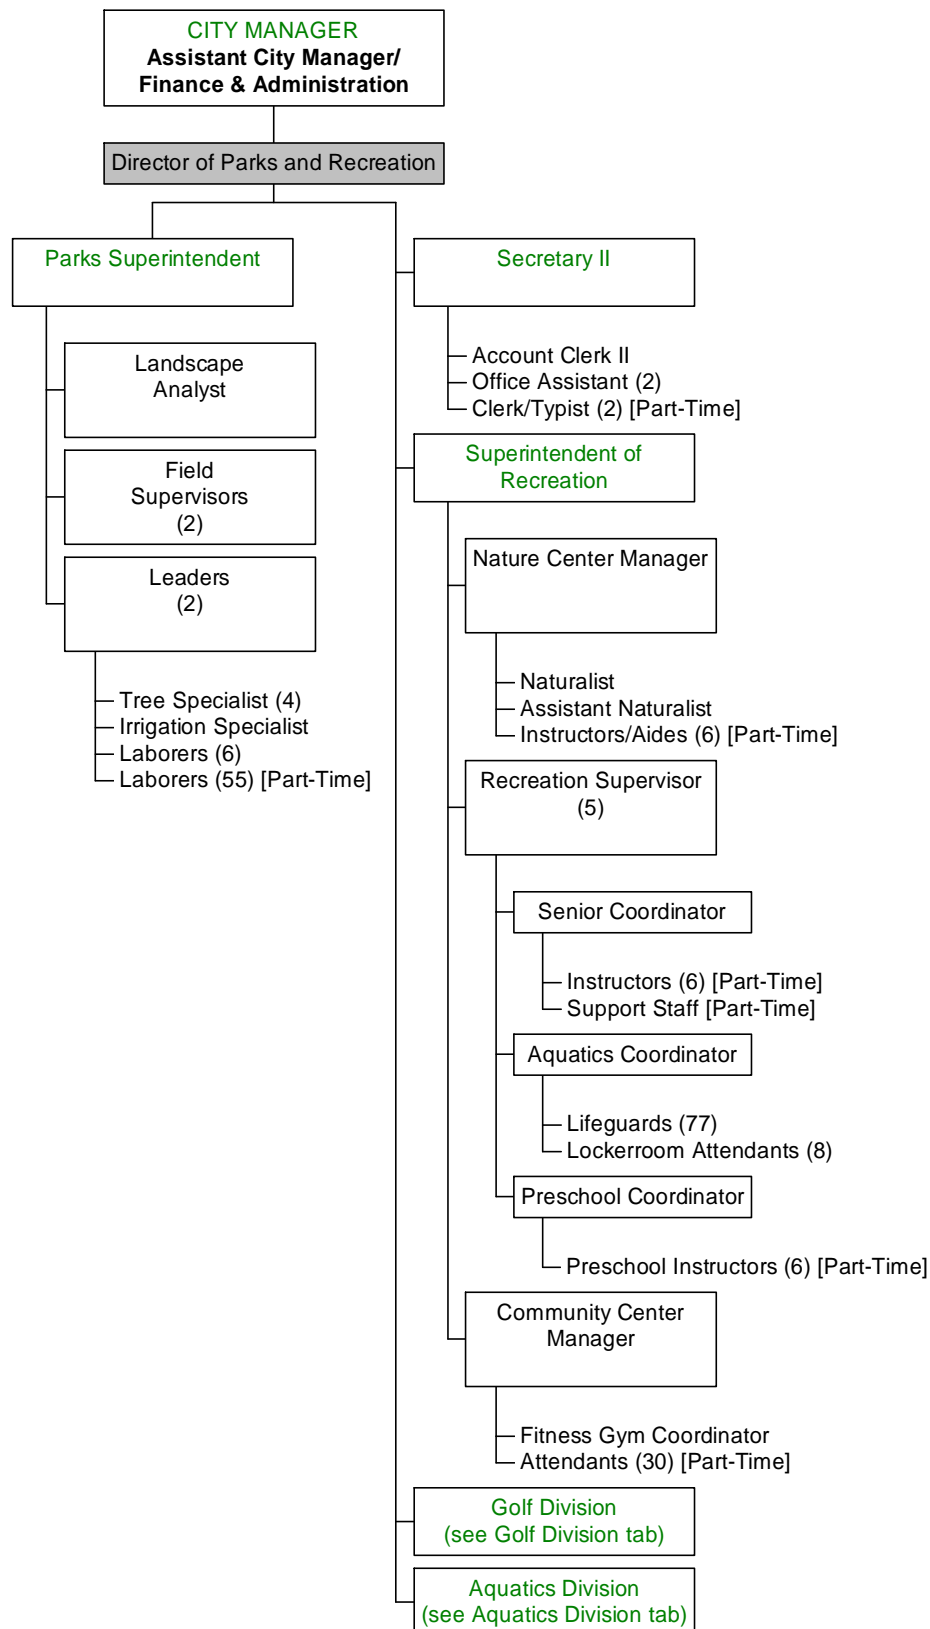 CITY MANAGER
Assistant City Manager/
Finance & Administration
Director of Parks and Recreation
Parks Superintendent
Landscape
Analyst
Field
Supervisors
(2)
Leaders
(2)
Tree Specialist (4)
Irrigation Specialist
Laborers (6)
Laborers (55) [Part-Time]
Secretary II
Account Clerk II
Office Assistant (2)
Clerk/Typist (2) [Part-Time]
Superintendent of
Recreation
Nature Center Manager
Naturalist
Assistant Naturalist
Instructors/Aides (6) [Part-Time]
Recreation Supervisor
(5)
Senior Coordinator
Instructors (6) [Part-Time]
Support Staff [Part-Time]
Aquatics Coordinator
Lifeguards (77)
Lockerroom Attendants (8)
Preschool Coordinator
Preschool Instructors (6) [Part-Time]
Community Center
Manager
Fitness Gym Coordinator
Attendants (30) [Part-Time]
Golf Division
(see Golf Division tab)
Aquatics Division
(see Aquatics Division tab)